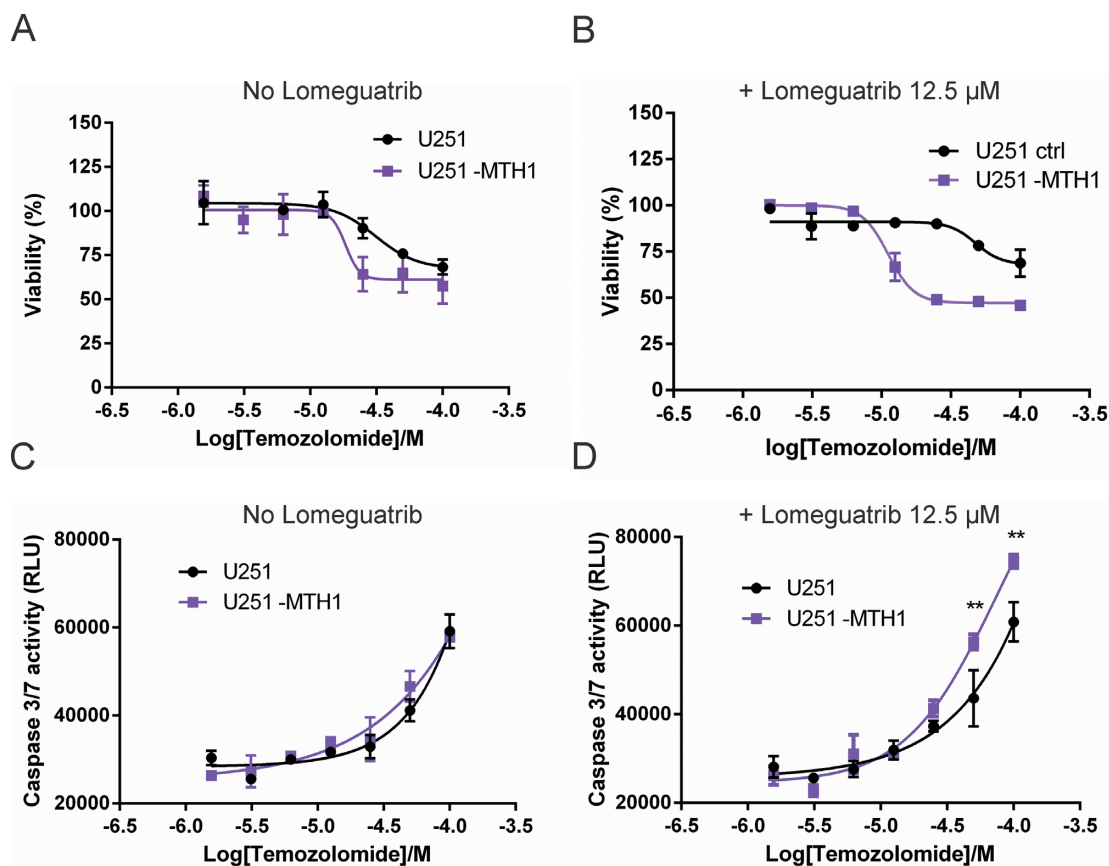 A
No Lomeguatrib
150
125
100
75
50
25
0
Viability (%)
U251
U251 -MTH1
-6.5 -6.0 -5.5 -5.0 -4.5 -4.0 -3.5
Log[Temozolomide]/M
B
+ Lomeguatrib 12.5 µM
150
125
100
75
50
25
0
Viability (%)
U251 ctrl
U251 -MTH1
-6.5 -6.0 -5.5 -5.0 -4.5 -4.0 -3.5
log[Temozolomide]/M
C
No Lomeguatrib
80000
60000
40000
20000
Caspase 3/7 activity (RLU)
U251
U251 -MTH1
-6.5 -6.0 -5.5 -5.0 -4.5 -4.0 -3.5
Log[Temozolomide]/M
D
+ Lomeguatrib 12.5 µM
80000
60000
40000
20000
Caspase 3/7 activity (RLU)
U251
U251 -MTH1
**
**
-6.5 -6.0 -5.5 -5.0 -4.5 -4.0 -3.5
Log[Temozolomide]/M